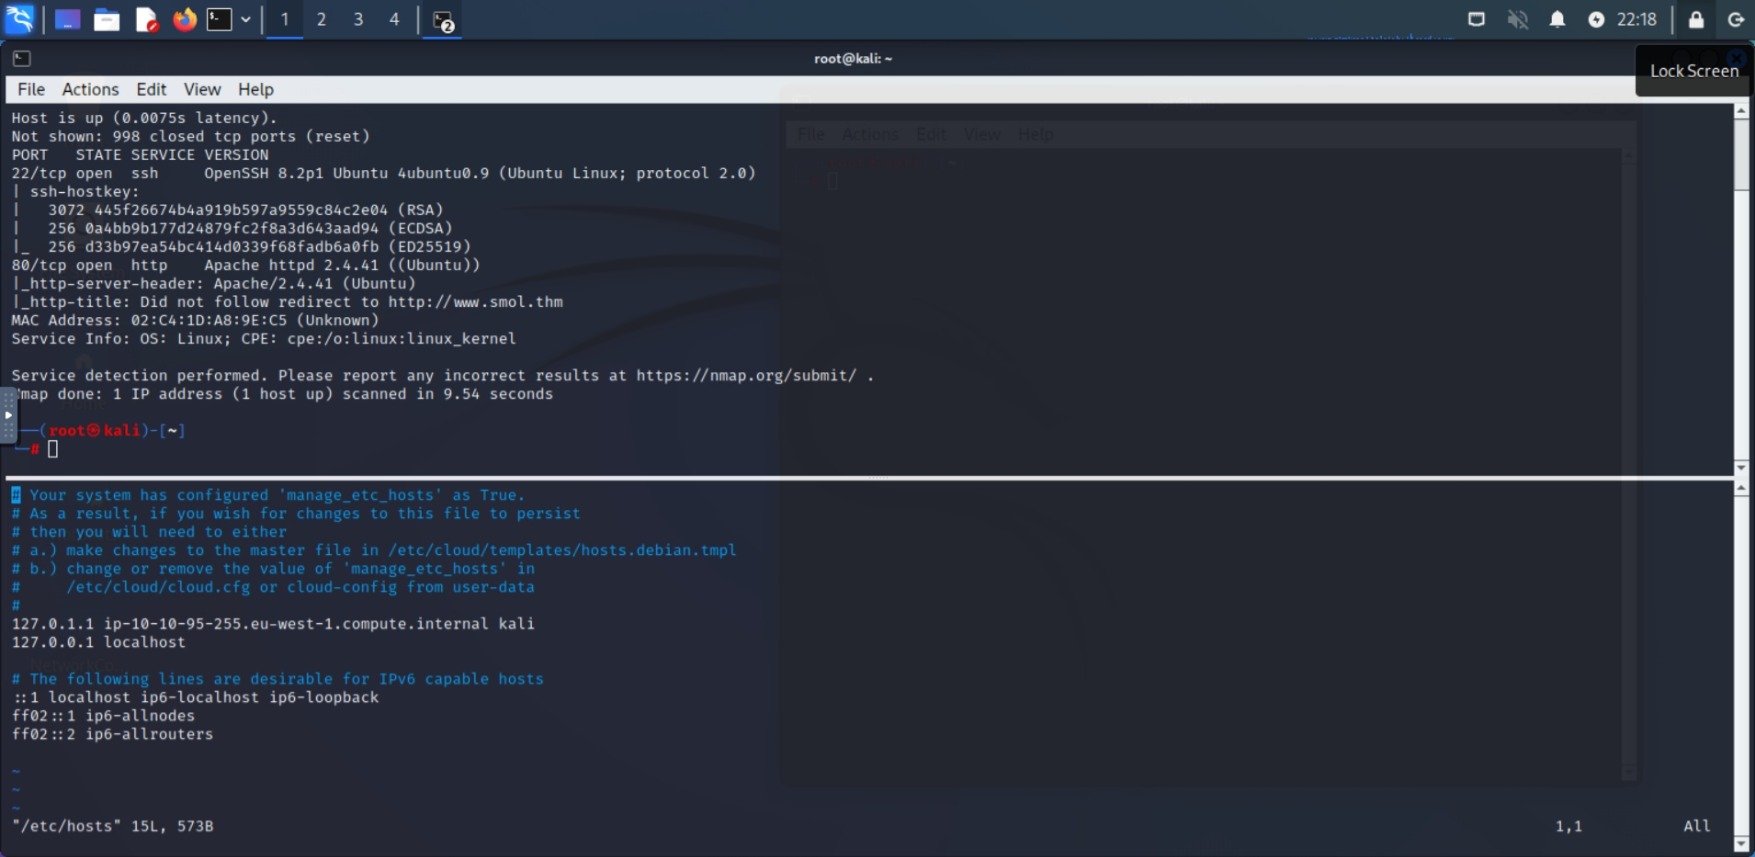 1 2 3 4 2 22:18
root@kali: ~
Lock Screen
File Actions Edit View Help
Host is up (0.0075s latency).
Not shown: 998 closed tcp ports (reset)
PORT   STATE SERVICE VERSION
22/tcp open  ssh     OpenSSH 8.2p1 Ubuntu 4ubuntu0.9 (Ubuntu Linux; protocol 2.0)
| ssh-hostkey:
|   3072 445f26674b4a919b597a9559c84c2e04 (RSA)
|   256 0a4bb9b177d24879fc2f8a3d643aad94 (ECDSA)
|_  256 d33b97ea54bc414d0339f68fadb6a0fb (ED25519)
80/tcp open  http    Apache httpd 2.4.41 ((Ubuntu))
|_http-server-header: Apache/2.4.41 (Ubuntu)
|_http-title: Did not follow redirect to http://www.smol.thm
MAC Address: 02:C4:1D:A8:9E:C5 (Unknown)
Service Info: OS: Linux; CPE: cpe:/o:linux:linux_kernel
Service detection performed. Please report any incorrect results at https://nmap.org/submit/ .
map done: 1 IP address (1 host up) scanned in 9.54 seconds
(root㉿kali)-[~]
#
File Actions Edit View Help
# Your system has configured 'manage_etc_hosts' as True.
# As a result, if you wish for changes to this file to persist
# then you will need to either
# a.) make changes to the master file in /etc/cloud/templates/hosts.debian.tmpl
# b.) change or remove the value of 'manage_etc_hosts' in
#     /etc/cloud/cloud.cfg or cloud-config from user-data
#
127.0.1.1 ip-10-10-95-255.eu-west-1.compute.internal kali
127.0.0.1 localhost
# The following lines are desirable for IPv6 capable hosts
::1 localhost ip6-localhost ip6-loopback
ff02::1 ip6-allnodes
ff02::2 ip6-allrouters
~
~
~
"/etc/hosts" 15L, 573B 1,1 All